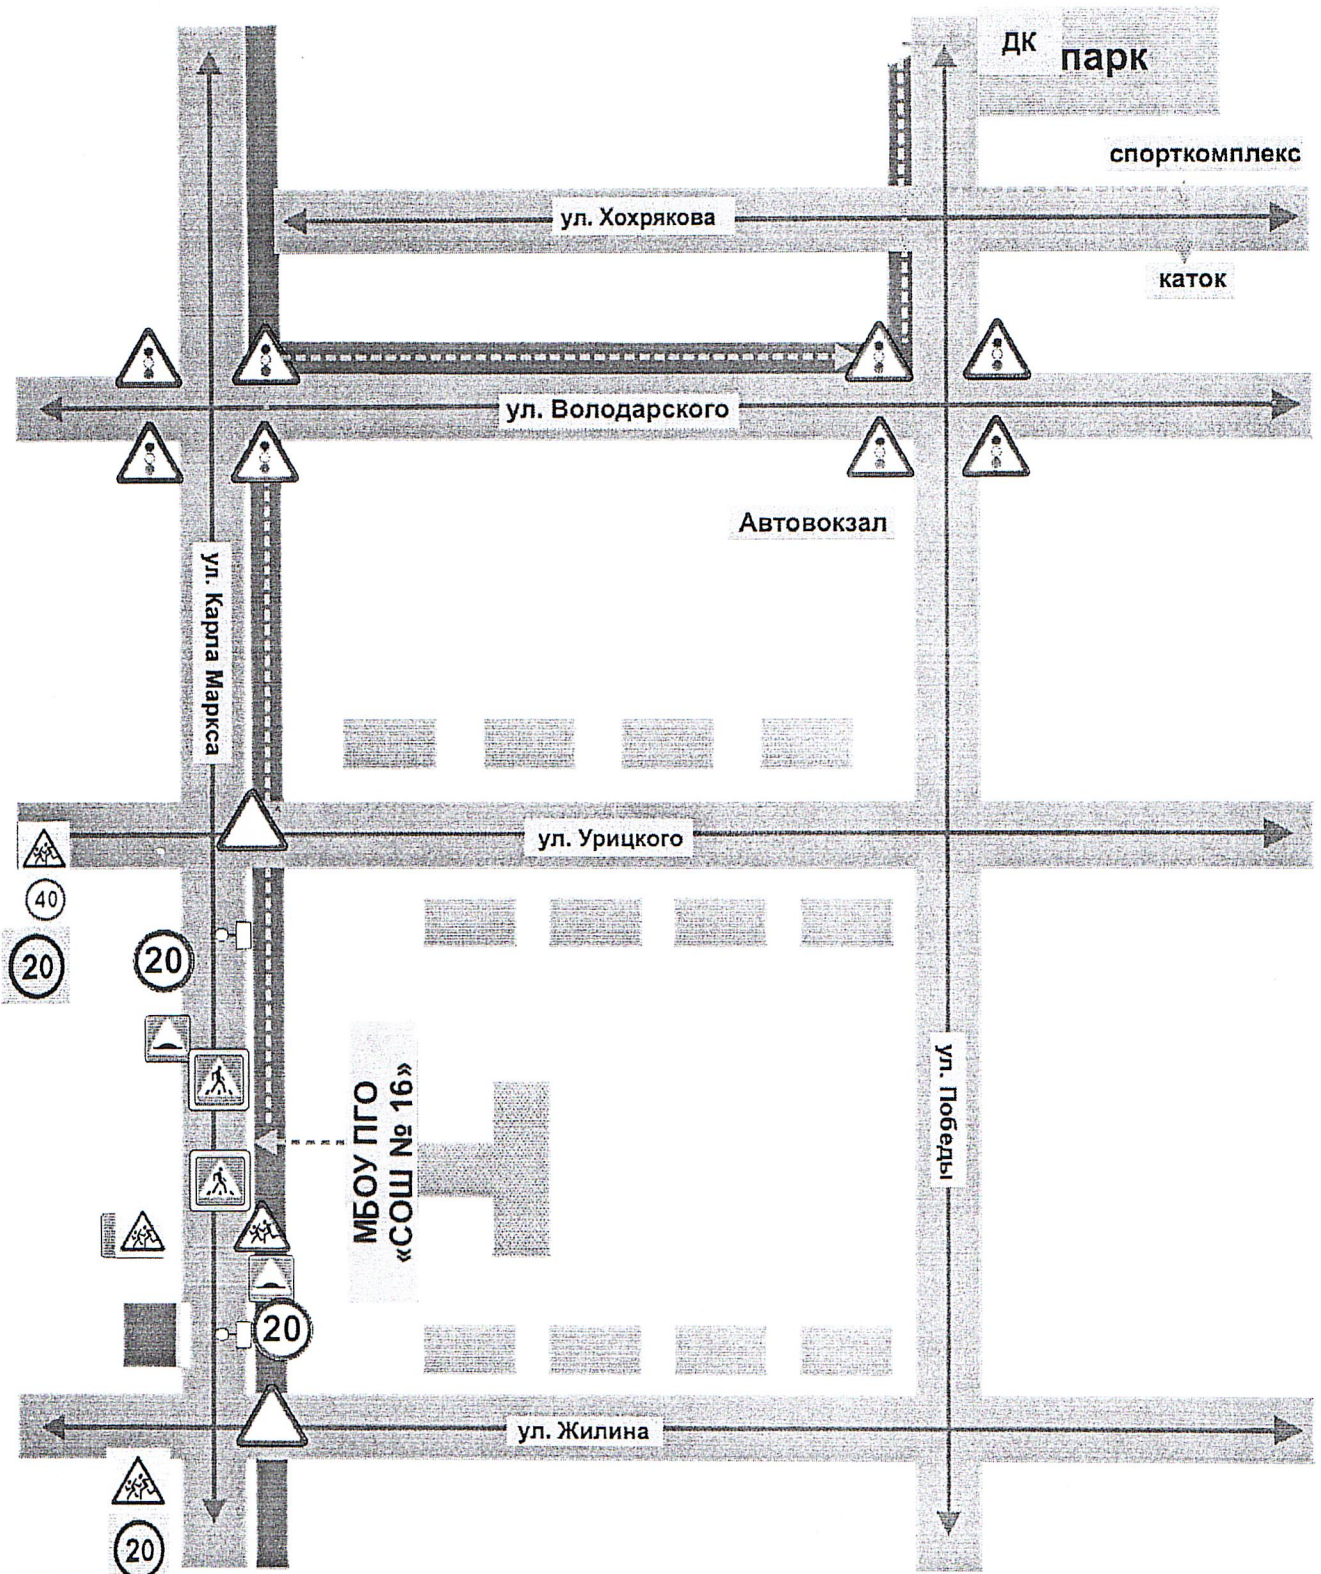 ДК
парк
спорткомплекс
ул. Хохрякова
каток
ул. Володарского
Автовокзал
ул. Карла Маркса
ул. Урицкого
40
20
20
МБОУ ПГО
«СОШ № 16»
ул. Победы
20
ул. Жилина
20